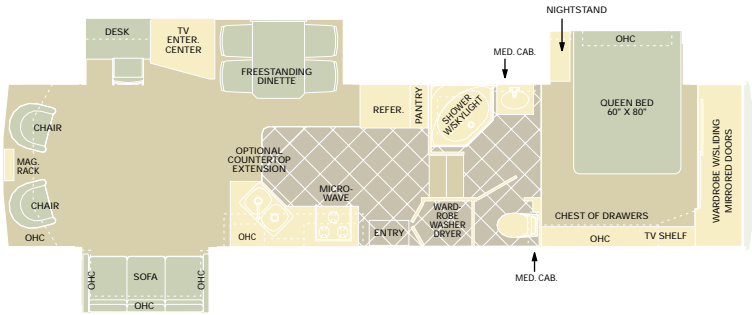 NIGHTSTAND
DESK
TV
ENTER.
CENTER
OHC
MED. CAB.
FREESTANDING
DINETTE
QUEEN BED
60" X 80"
REFER.
PANTRY
SHOWER
W/SKYLIGHT
CHAIR
OPTIONAL
COUNTERTOP
EXTENSION
MAG.
RACK
MICRO-
WAVE
WARDROBE W/SLIDING
MIRRORED DOORS
CHAIR
WARD-
ROBE
WASHER
DRYER
CHEST OF DRAWERS
OHC
OHC
ENTRY
OHC
TV SHELF
OHC
SOFA
OHC
OHC
MED. CAB.